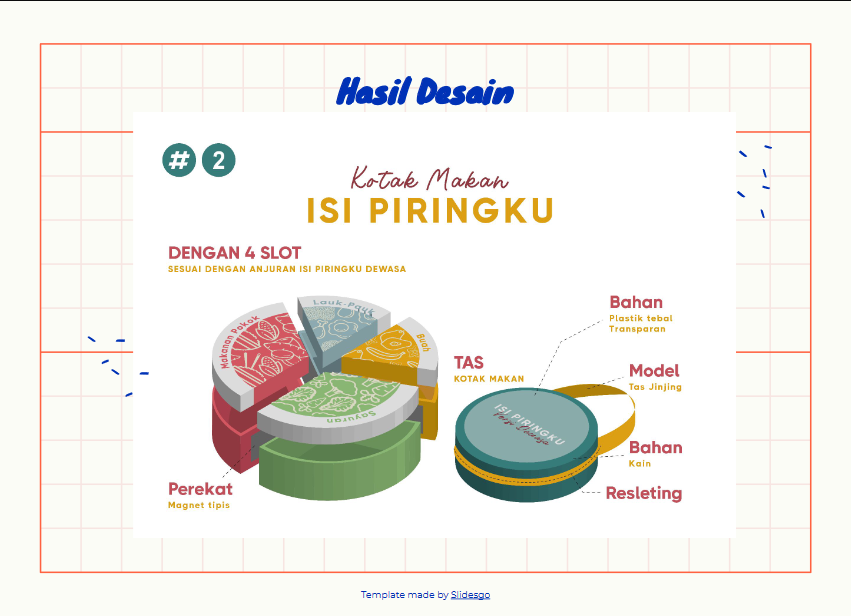 Hasil Desain
# 2
Kotak Makan
ISI PIRINGKU
DENGAN 4 SLOT
SESUAI DENGAN ANJURAN ISI PIRINGKU DEWASA
Makanan Pokok
Lauk-Pauk
Buah
Sayuran
Perekat
Magnet tipis
TAS
KOTAK MAKAN
ISI PIRINGKU
Bahan
Plastik tebal
Transparan
Model
Tas Jinjing
Bahan
Kain
Resleting
Template made by Slidesgo